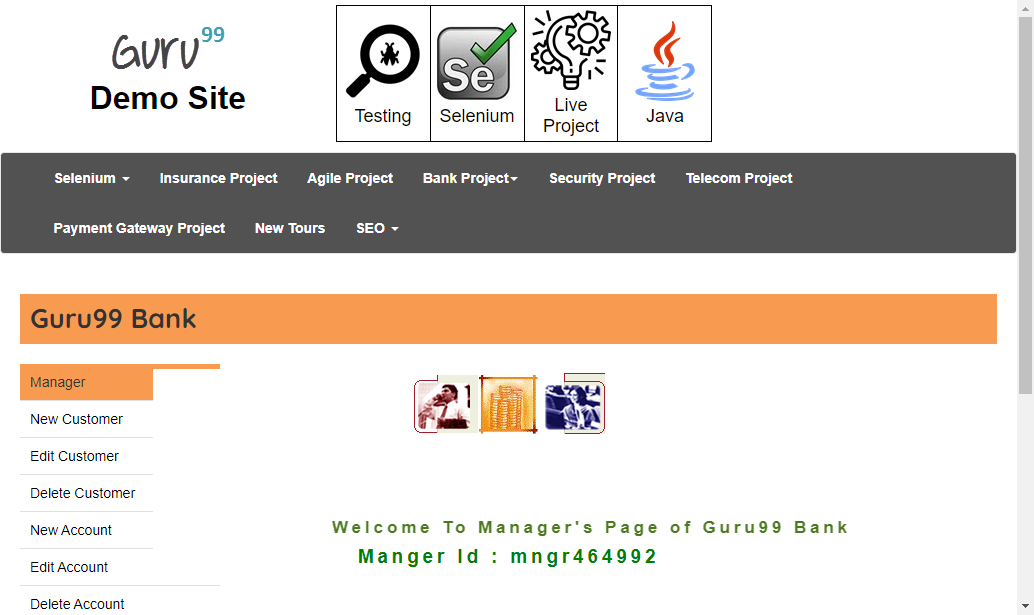 Guru99
Demo Site
Testing
Se
Selenium
Live
Project
Java
Selenium Insurance Project Agile Project Bank Project Security Project Telecom Project
Payment Gateway Project New Tours SEO
Guru99 Bank
Manager
New Customer
Edit Customer
Delete Customer
New Account
Edit Account
Delete Account
Welcome To Manager's Page of Guru99 Bank
Manger Id : mngr464992